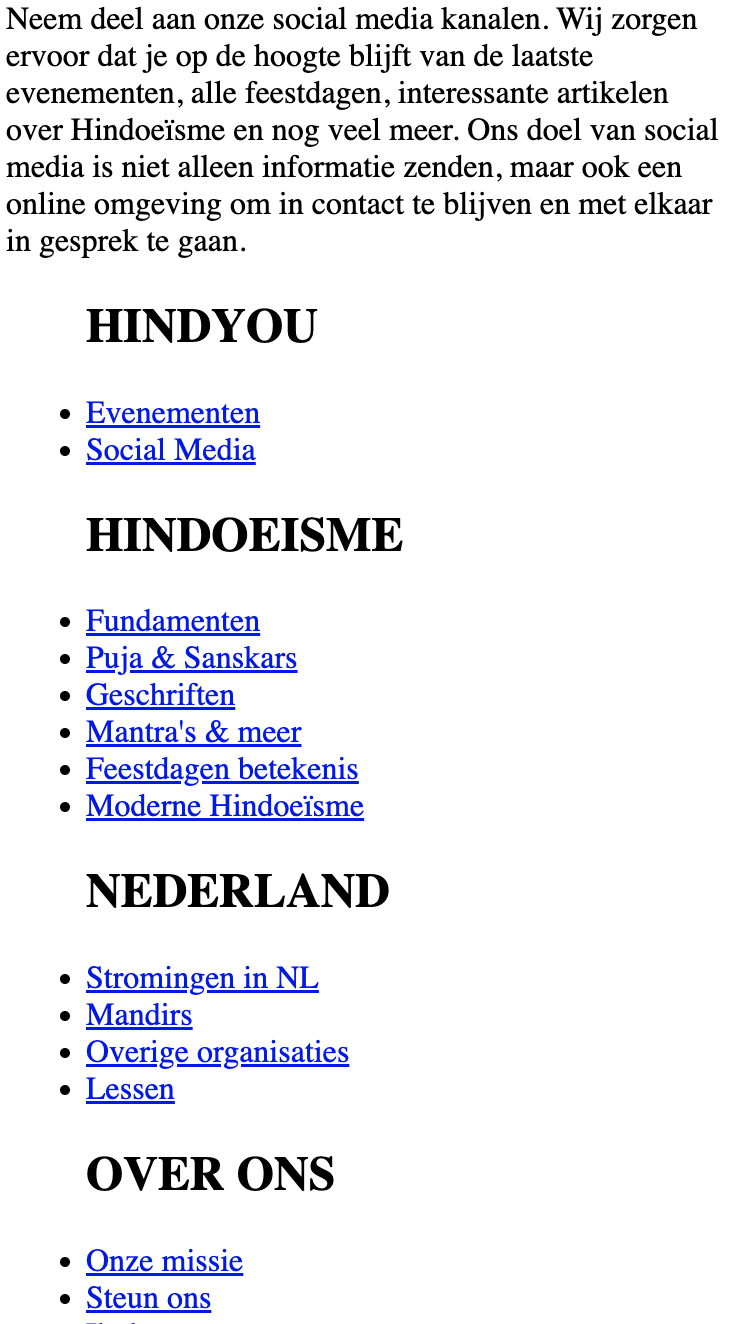 Neem deel aan onze social media kanalen. Wij zorgen
ervoor dat je op de hoogte blijft van de laatste
evenementen, alle feestdagen, interessante artikelen
over Hindoeïsme en nog veel meer. Ons doel van social
media is niet alleen informatie zenden, maar ook een
online omgeving om in contact te blijven en met elkaar
in gesprek te gaan.
HINDYOU
Evenementen
Social Media
HINDOEISME
Fundamenten
Puja & Sanskars
Geschriften
Mantra's & meer
Feestdagen betekenis
Moderne Hindoeïsme
NEDERLAND
Stromingen in NL
Mandirs
Overige organisaties
Lessen
OVER ONS
Onze missie
Steun ons